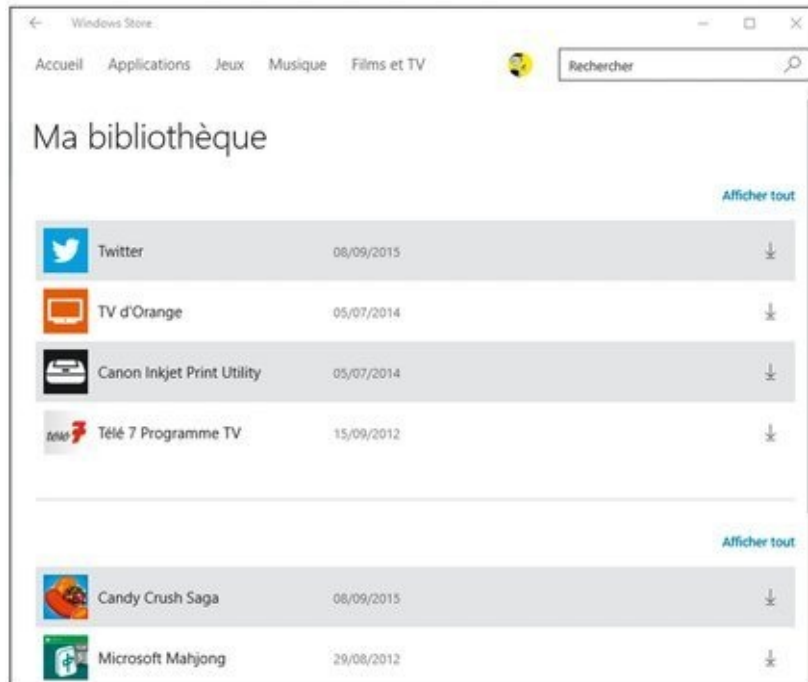 Windows Store
Accueil Applications Jeux Musique Films et TV Rechercher
Ma bibliothèque
Afficher tout
Twitter 08/09/2015
TV d'Orange 05/07/2014
Canon Inkjet Print Utility 05/07/2014
télé 7 Télé 7 Programme TV 15/09/2012
Afficher tout
Candy Crush Saga 08/09/2015
Microsoft Mahjong 29/08/2012